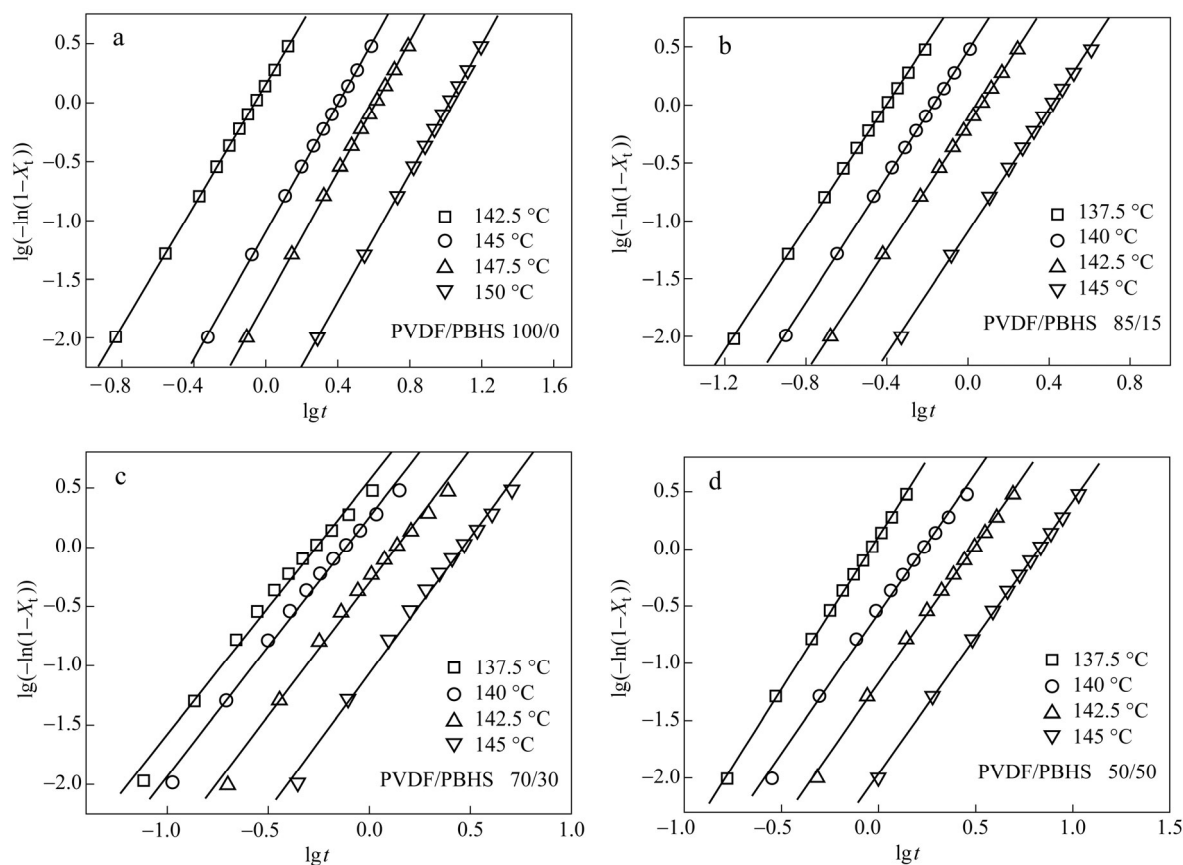 a
0.5
0.0
−0.5
−1.0
−1.5
−2.0
lg(−ln(1−Xt))
142.5 °C
145 °C
147.5 °C
150 °C
PVDF/PBHS 100/0
−0.8 −0.4 0.0 0.4 0.8 1.2 1.6
lg t
b
0.5
0.0
−0.5
−1.0
−1.5
−2.0
lg(−ln(1−Xt))
137.5 °C
140 °C
142.5 °C
145 °C
PVDF/PBHS 85/15
−1.2 −0.8 −0.4 0.0 0.4 0.8
lg t
c
0.5
0.0
−0.5
−1.0
−1.5
−2.0
lg(−ln(1−Xt))
137.5 °C
140 °C
142.5 °C
145 °C
PVDF/PBHS 70/30
−1.0 −0.5 0.0 0.5 1.0
lg t
d
0.5
0.0
−0.5
−1.0
−1.5
−2.0
lg(−ln(1−Xt))
137.5 °C
140 °C
142.5 °C
145 °C
PVDF/PBHS 50/50
−1.0 −0.5 0.0 0.5 1.0 1.5
lg t